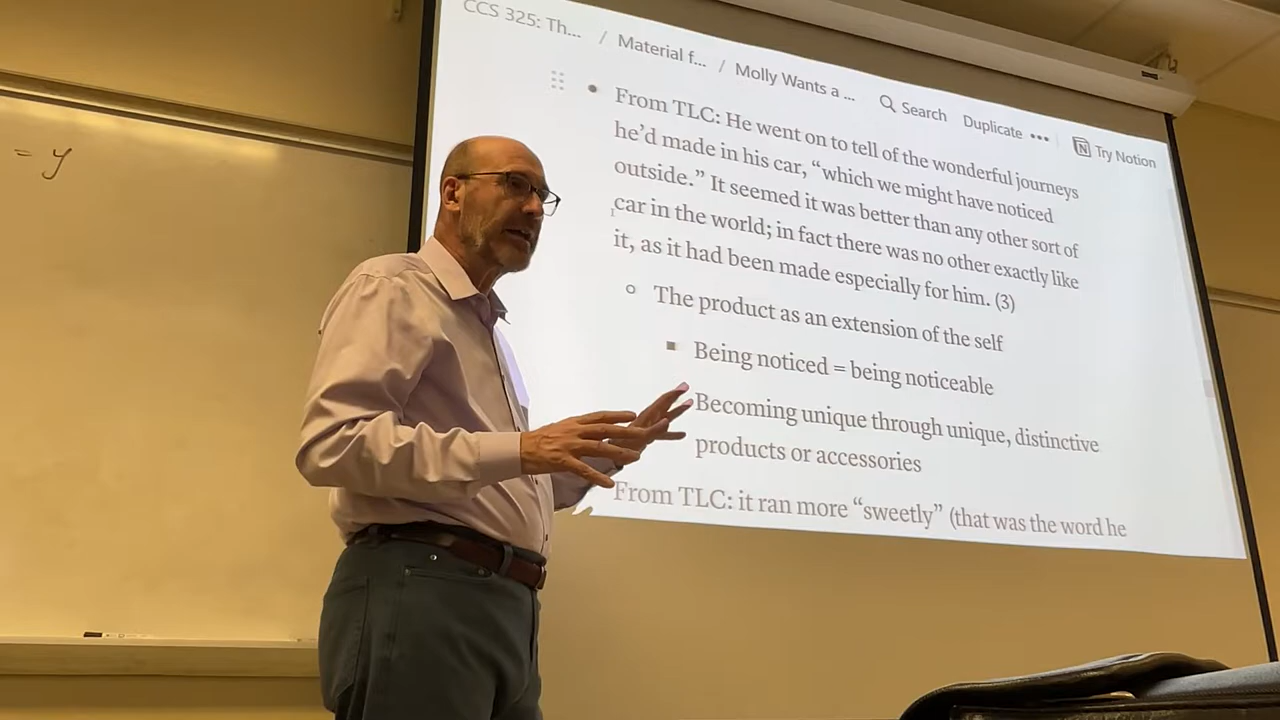 = y
CCS 325: Th... / Material f... / Molly Wants a ... Search Duplicate ••• Try Notion
• From TLC: He went on to tell of the wonderful journeys
he’d made in his car, “which we might have noticed
outside.” It seemed it was better than any other sort of
car in the world; in fact there was no other exactly like
it, as it had been made especially for him. (3)
○ The product as an extension of the self
■ Being noticed = being noticeable
Becoming unique through unique, distinctive
products or accessories
From TLC: it ran more “sweetly” (that was the word he